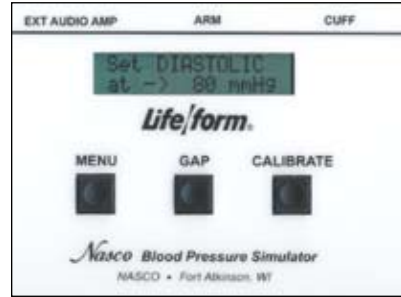 EXT AUDIO AMP ARM CUFF
Set DIASTOLIC
at -> 80 mmHg
Life/form®
MENU GAP CALIBRATE
Nasco Blood Pressure Simulator
NASCO • Fort Atkinson, WI